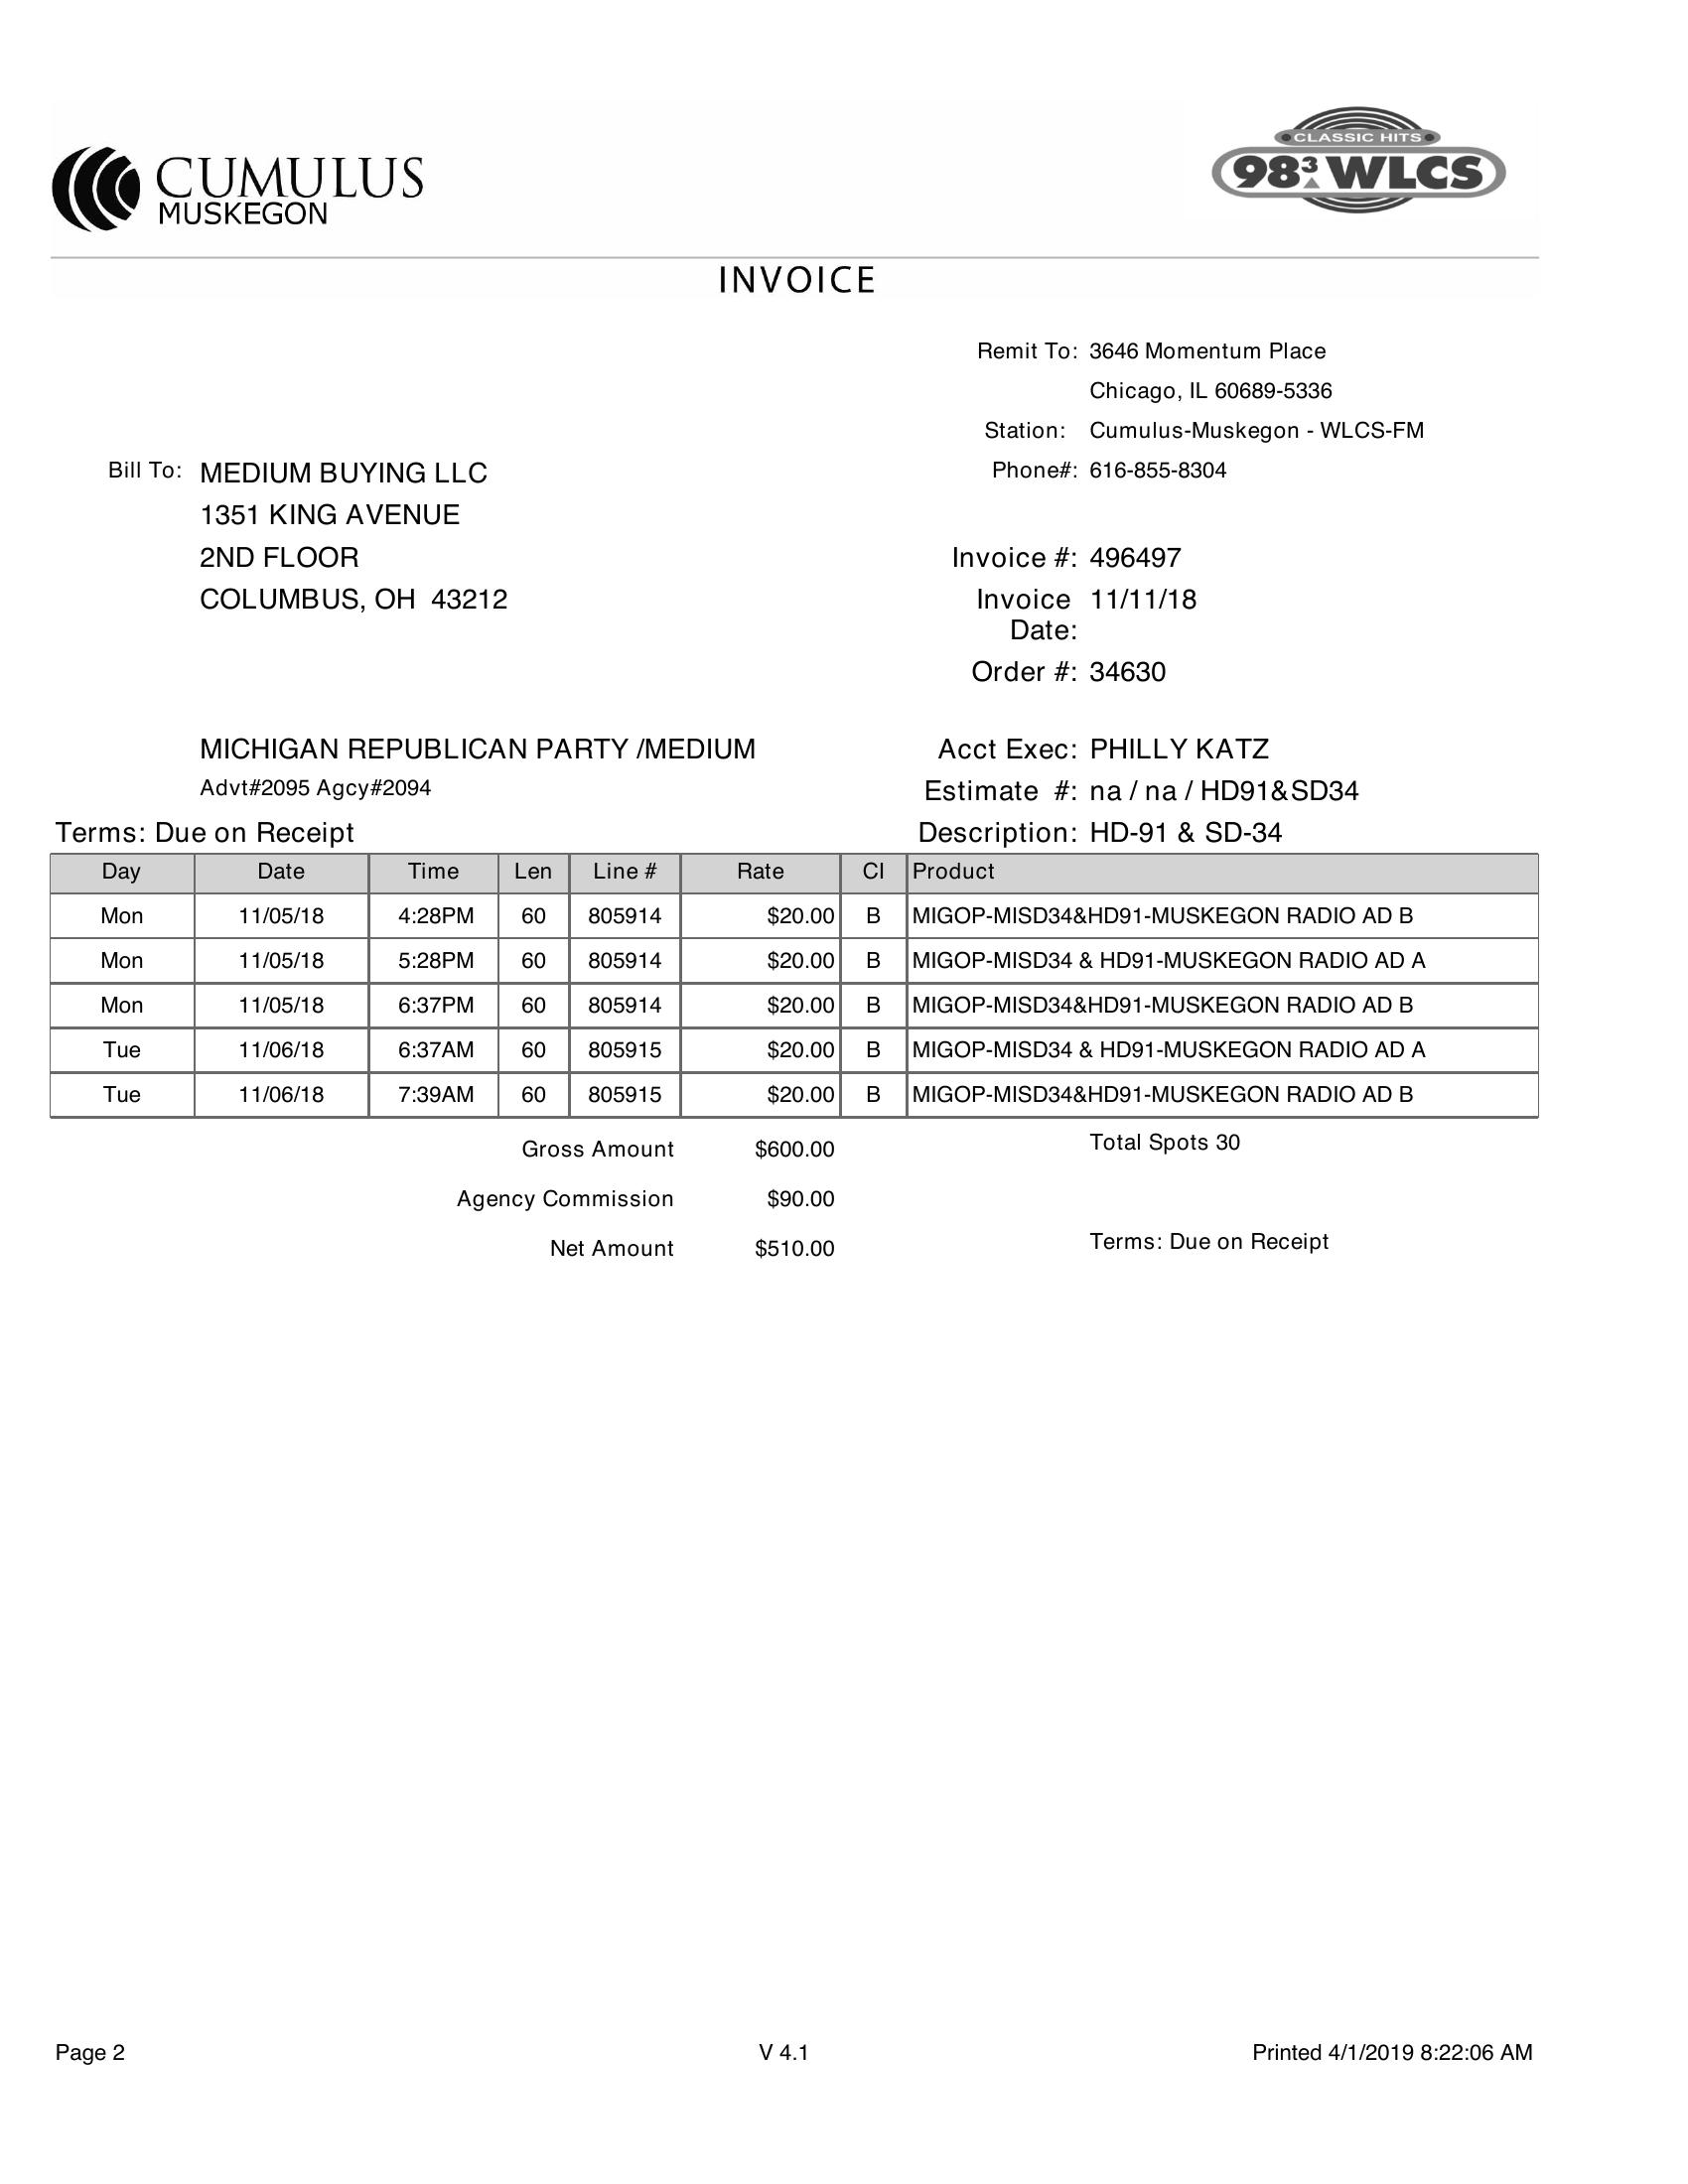 CUMULUS
MUSKEGON
CLASSIC HITS
98.3 WLCS
INVOICE
Remit To: 3646 Momentum Place
Chicago, IL 60689-5336
Station: Cumulus-Muskegon - WLCS-FM
Phone#: 616-855-8304
Bill To: MEDIUM BUYING LLC
1351 KING AVENUE
2ND FLOOR
COLUMBUS, OH 43212
Invoice #: 496497
Invoice Date: 11/11/18
Order #: 34630
MICHIGAN REPUBLICAN PARTY /MEDIUM
Advt#2095 Agcy#2094
Acct Exec: PHILLY KATZ
Estimate #: na / na / HD91&SD34
Terms: Due on Receipt
Description: HD-91 & SD-34
Day Date Time Len Line # Rate Cl Product
Mon 11/05/18 4:28PM 60 805914 $20.00 B MIGOP-MISD34&HD91-MUSKEGON RADIO AD B
Mon 11/05/18 5:28PM 60 805914 $20.00 B MIGOP-MISD34 & HD91-MUSKEGON RADIO AD A
Mon 11/05/18 6:37PM 60 805914 $20.00 B MIGOP-MISD34&HD91-MUSKEGON RADIO AD B
Tue 11/06/18 6:37AM 60 805915 $20.00 B MIGOP-MISD34 & HD91-MUSKEGON RADIO AD A
Tue 11/06/18 7:39AM 60 805915 $20.00 B MIGOP-MISD34&HD91-MUSKEGON RADIO AD B
Gross Amount $600.00 Total Spots 30
Agency Commission $90.00
Net Amount $510.00 Terms: Due on Receipt
Page 2 V 4.1 Printed 4/1/2019 8:22:06 AM